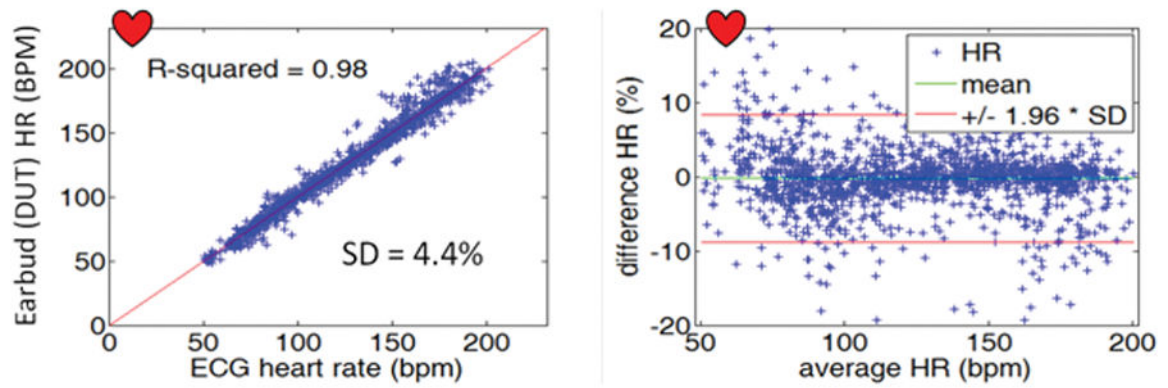 R-squared = 0.98
SD = 4.4%
Earbud (DUT) HR (BPM)
200
150
100
50
0
0 50 100 150 200
ECG heart rate (bpm)
HR
mean
+/- 1.96 * SD
difference HR (%)
20
10
0
-10
-20
50 100 150 200
average HR (bpm)